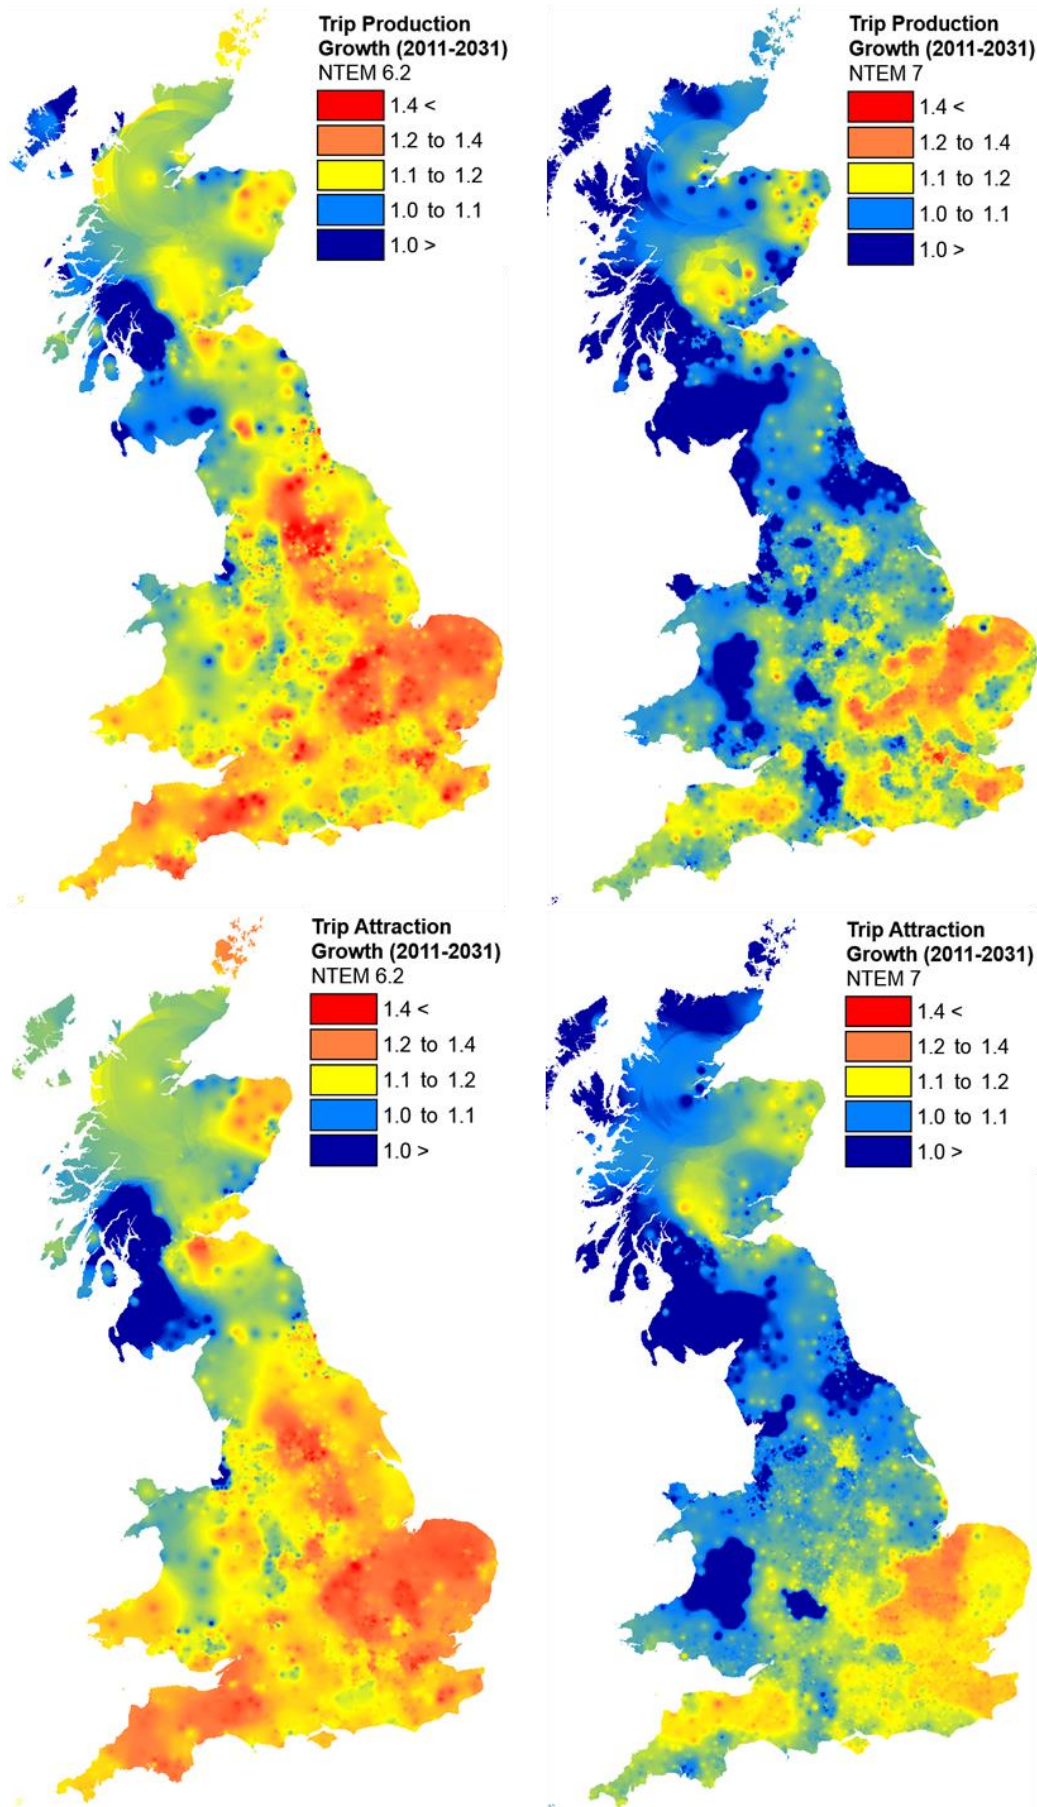 Trip Production
Growth (2011-2031)
NTEM 6.2
1.4 <
1.2 to 1.4
1.1 to 1.2
1.0 to 1.1
1.0 >
Trip Production
Growth (2011-2031)
NTEM 7
1.4 <
1.2 to 1.4
1.1 to 1.2
1.0 to 1.1
1.0 >
Trip Attraction
Growth (2011-2031)
NTEM 6.2
1.4 <
1.2 to 1.4
1.1 to 1.2
1.0 to 1.1
1.0 >
Trip Attraction
Growth (2011-2031)
NTEM 7
1.4 <
1.2 to 1.4
1.1 to 1.2
1.0 to 1.1
1.0 >